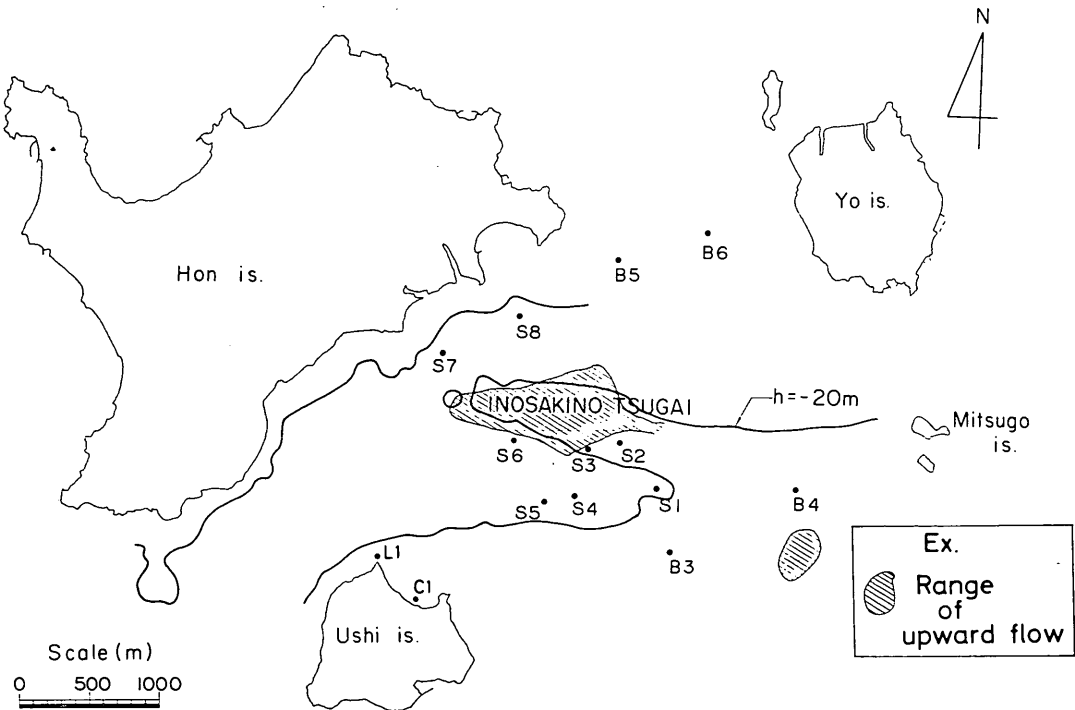 N
Yo is.
B6
B5
Hon is.
S8
S7
INOSAKINO TSUGAI
h=-20m
Mitsugo
is.
S6
S3
S2
S5
S4
S1
B4
B3
L1
C1
Ushi is.
Ex.
Range
of
upward flow
Scale (m)
0 500 1000